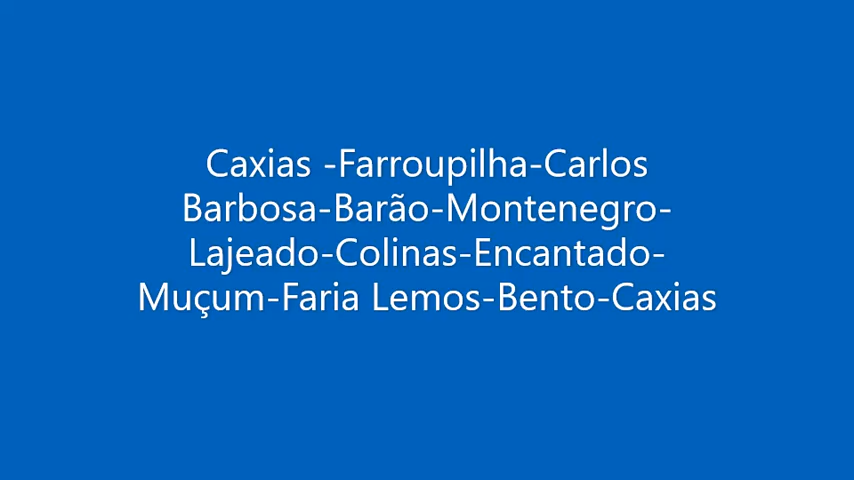 Caxias -Farroupilha-Carlos
Barbosa-Barão-Montenegro-
Lajeado-Colinas-Encantado-
Muçum-Faria Lemos-Bento-Caxias